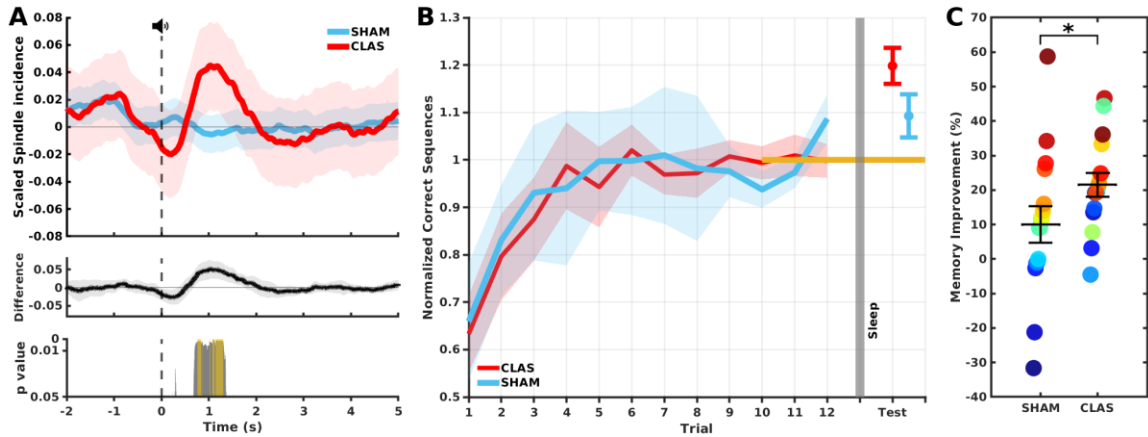 A
SHAM
CLAS
Scaled Spindle incidence
0.08
0.06
0.04
0.02
0
-0.02
-0.04
-0.06
-0.08
Difference
0.05
0
-0.05
p value
0
0.01
0.05
-2 -1 0 1 2 3 4 5
Time (s)
B
Normalized Correct Sequences
1.3
1.2
1.1
1
0.9
0.8
0.7
0.6
0.5
CLAS
SHAM
Sleep
1 2 3 4 5 6 7 8 9 10 11 12 Test
Trial
C
*
Memory Improvement (%)
70
60
50
40
30
20
10
0
-10
-20
-30
-40
SHAM CLAS